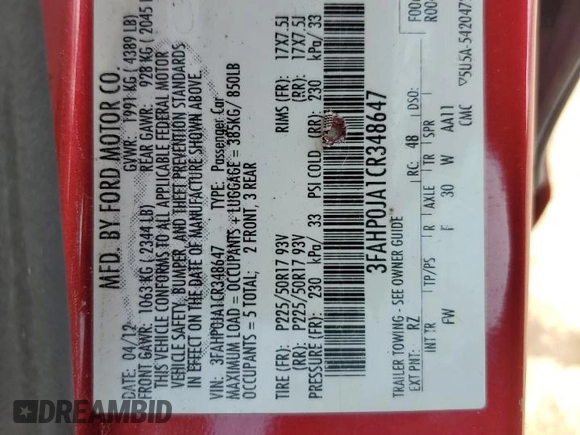 MFD. BY FORD MOTOR CO.
DATE: 04/12 GVWR: 1991 KG (4389 LB)
FRONT GAWR: 1063 KG (2344 LB) REAR GAWR: 928 KG (2045
THIS VEHICLE CONFORMS TO ALL APPLICABLE FEDERAL MOTOR
VEHICLE SAFETY, BUMPER, AND THEFT PREVENTION STANDARDS
IN EFFECT ON THE DATE OF MANUFACTURE SHOWN ABOVE.
VIN: 3FAHP0JA1CR348647 TYPE: Passenger Car
MAXIMUM LOAD = OCCUPANTS + LUGGAGE = 385KG/ 850LB
OCCUPANTS = 5 TOTAL; 2 FRONT, 3 REAR
TIRE (FR): P225/50R17 93V RIMS (FR): 17X7.5J
(RR): P225/50R17 93V (RR): 17X7.5J
PRESSURE (FR): 230 kPa/ 33 PSI COLD (RR): 230 kPa/ 33
3FAHP0JA1CR348647
TRAILER TOWING - SEE OWNER GUIDE
EXT PNT: RZ RC: 48 DSO:
INT TR TP/PS R AXLE TR SPR
FW F 30 W AA11
CMC
▽5U5A-
DREAMBID